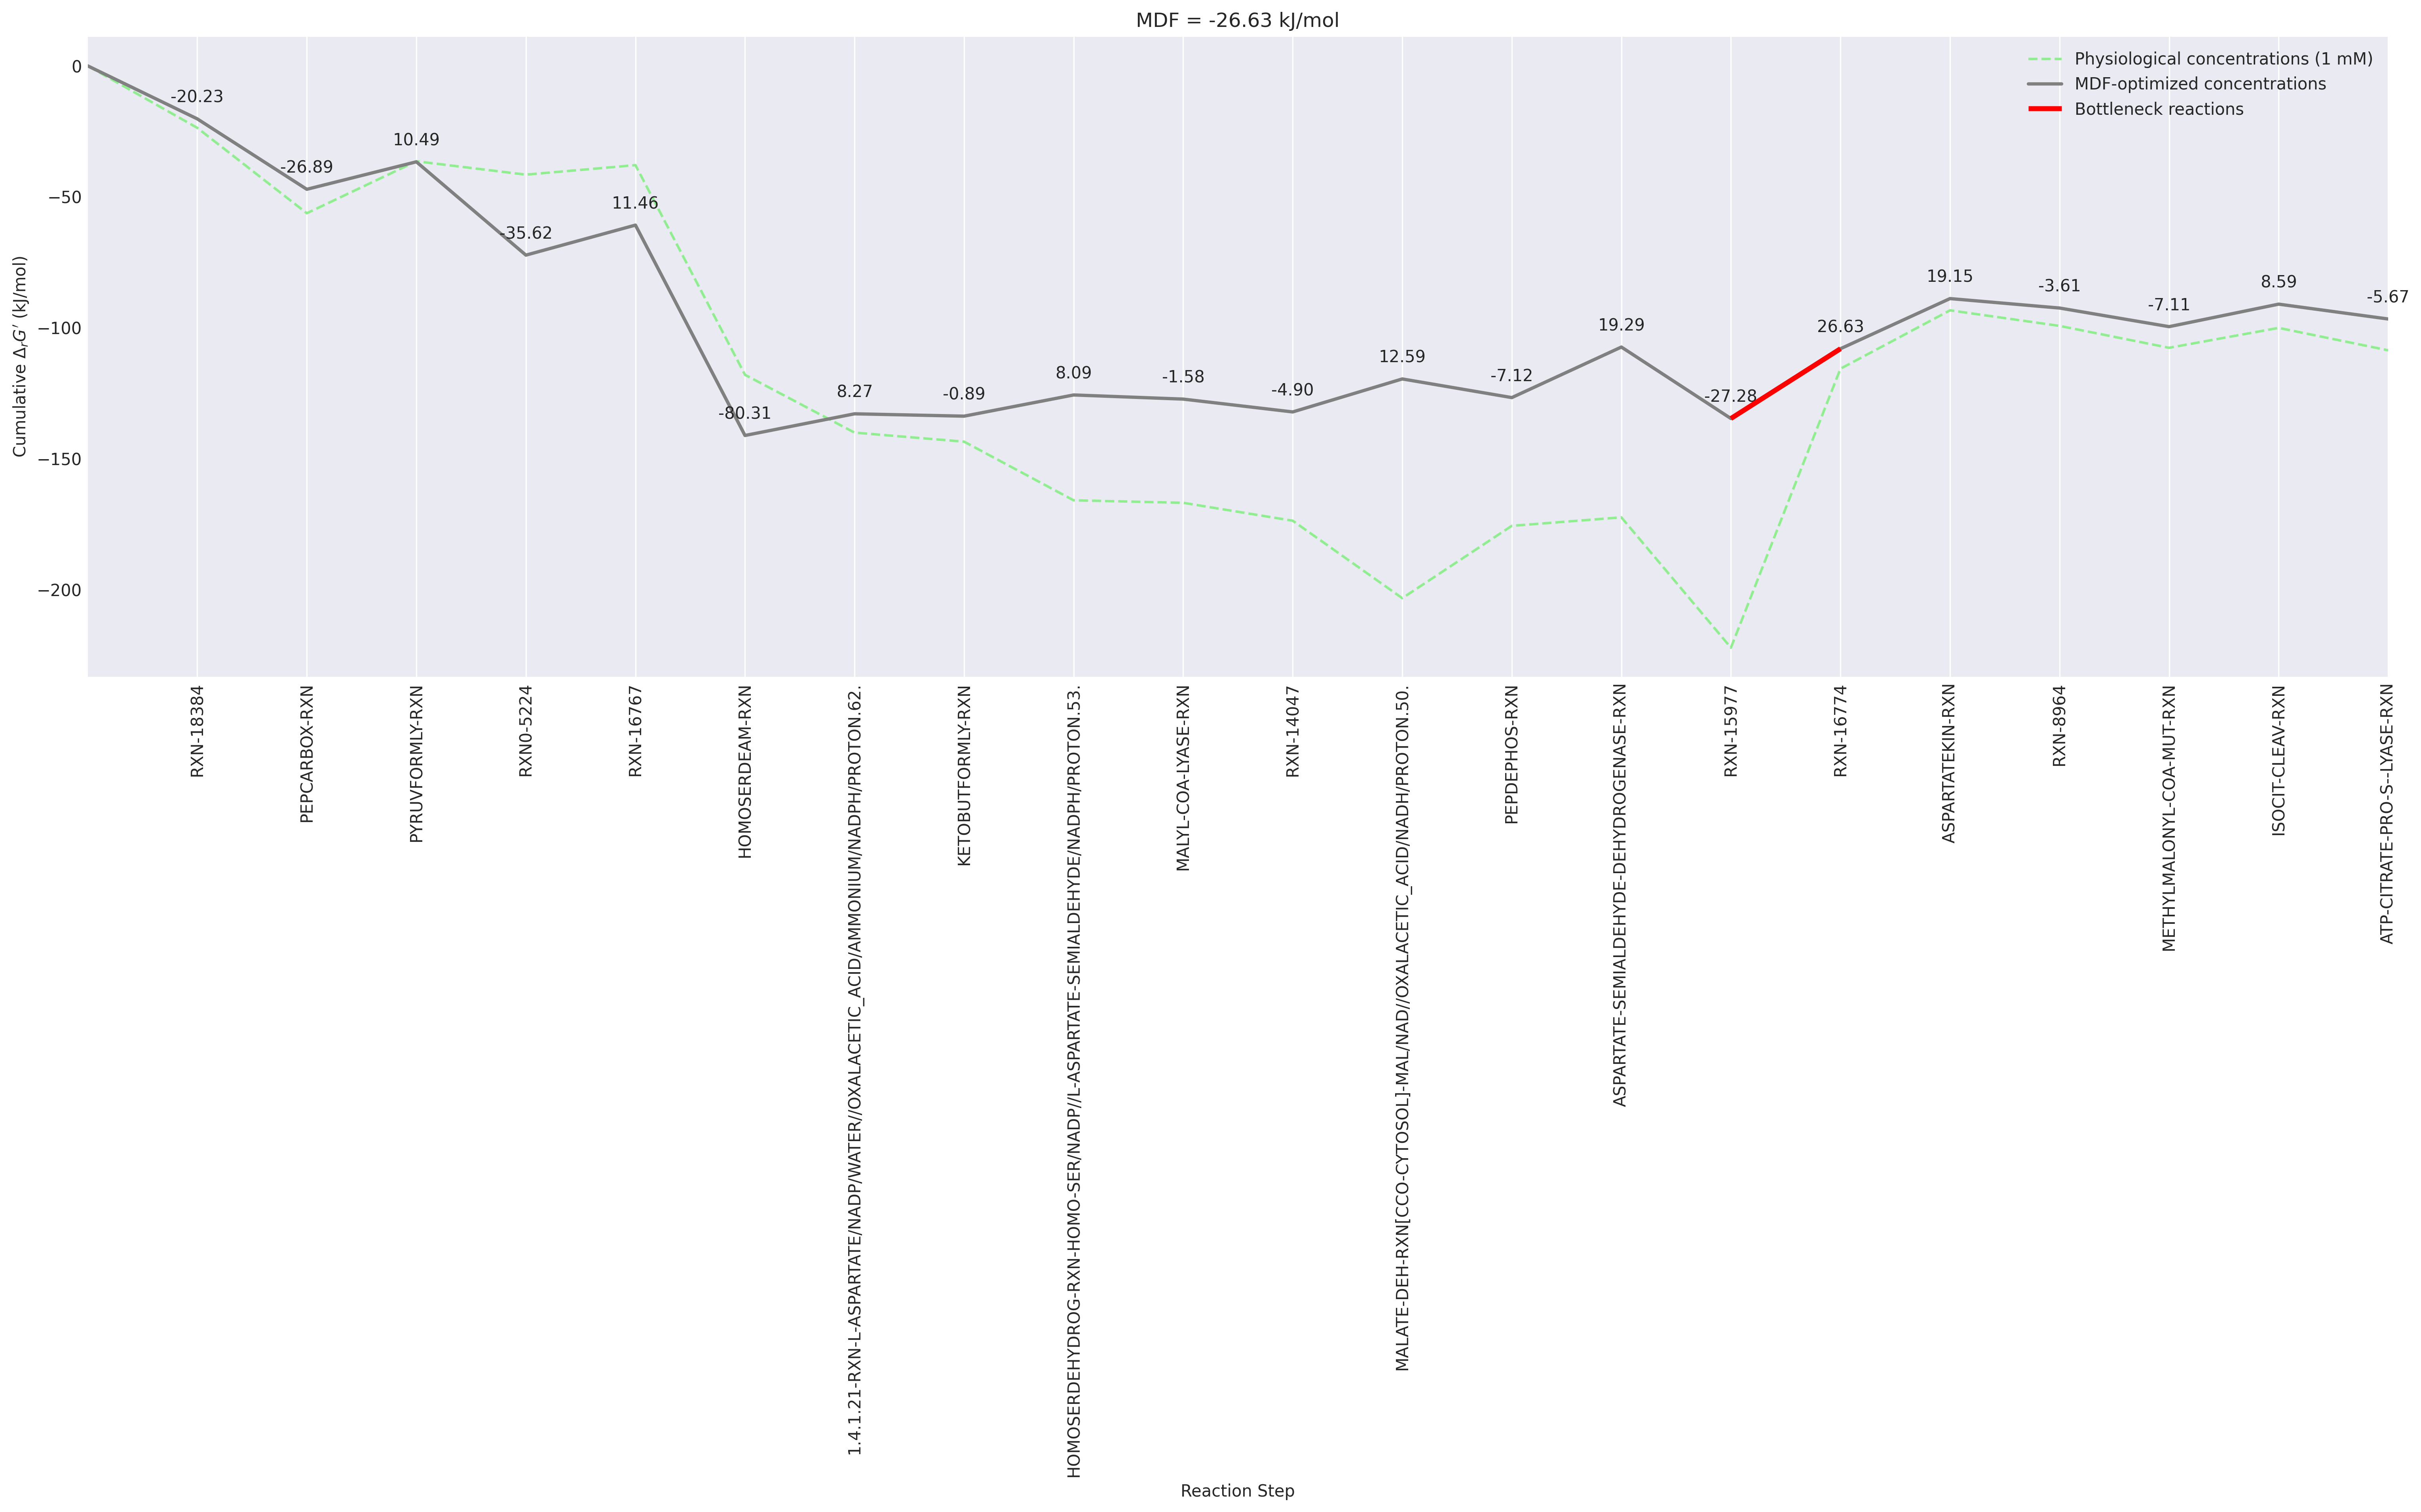 MDF = -26.63 kJ/mol
Physiological concentrations (1 mM)
MDF-optimized concentrations
Bottleneck reactions
Cumulative ΔrG′ (kJ/mol)
0
−50
−100
−150
−200
-20.23
-26.89
10.49
-35.62
11.46
-80.31
8.27
-0.89
8.09
-1.58
-4.90
12.59
-7.12
19.29
-27.28
26.63
19.15
-3.61
-7.11
8.59
-5.67
RXN-18384
PEPCARBOX-RXN
PYRUVFORMLY-RXN
RXN0-5224
RXN-16767
HOMOSERDEAM-RXN
1.4.1.21-RXN-L-ASPARTATE/NADP/WATER//OXALACETIC_ACID/AMMONIUM/NADPH/PROTON.62.
KETOBUTFORMLY-RXN
HOMOSERDEHYDROG-RXN-HOMO-SER/NADP//L-ASPARTATE-SEMIALDEHYDE/NADPH/PROTON.53.
MALYL-COA-LYASE-RXN
RXN-14047
MALATE-DEH-RXN[CCO-CYTOSOL]-MAL/NAD//OXALACETIC_ACID/NADH/PROTON.50.
PEPDEPHOS-RXN
ASPARTATE-SEMIALDEHYDE-DEHYDROGENASE-RXN
RXN-15977
RXN-16774
ASPARTATEKIN-RXN
RXN-8964
METHYLMALONYL-COA-MUT-RXN
ISOCIT-CLEAV-RXN
ATP-CITRATE-PRO-S--LYASE-RXN
Reaction Step